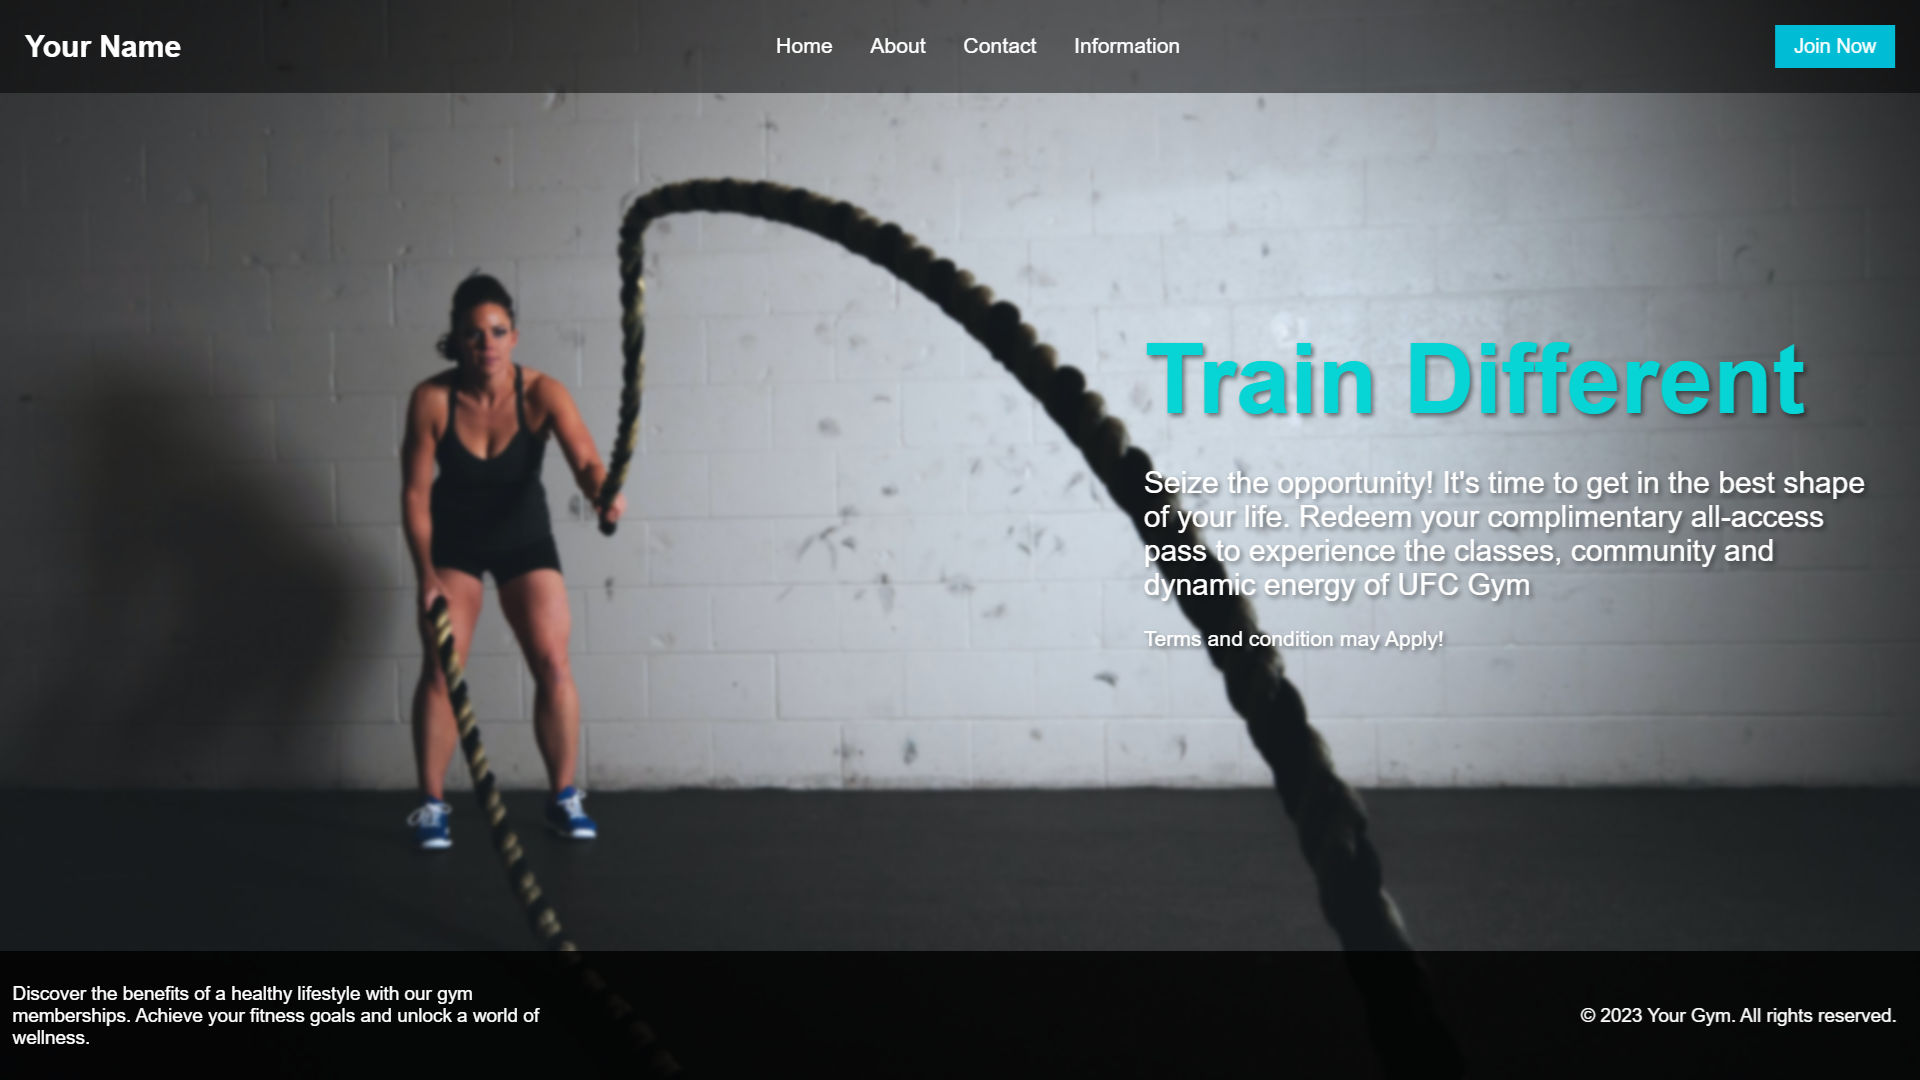 Your Name
Home
About
Contact
Information
Join Now
Train Different
Seize the opportunity! It's time to get in the best shape
of your life. Redeem your complimentary all-access
pass to experience the classes, community and
dynamic energy of UFC Gym
Terms and condition may Apply!
Discover the benefits of a healthy lifestyle with our gym
memberships. Achieve your fitness goals and unlock a world of
wellness.
© 2023 Your Gym. All rights reserved.